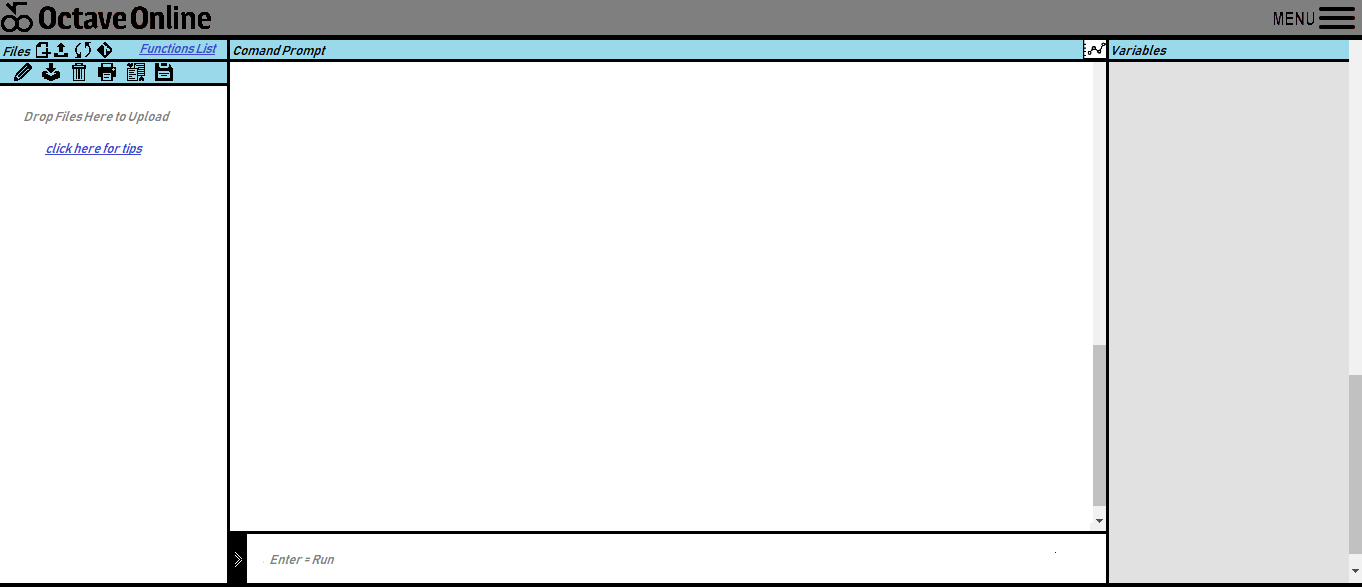 Octave Online
MENU
Files
Functions List
Comand Prompt
Variables
Drop Files Here to Upload
click here for tips
Enter = Run